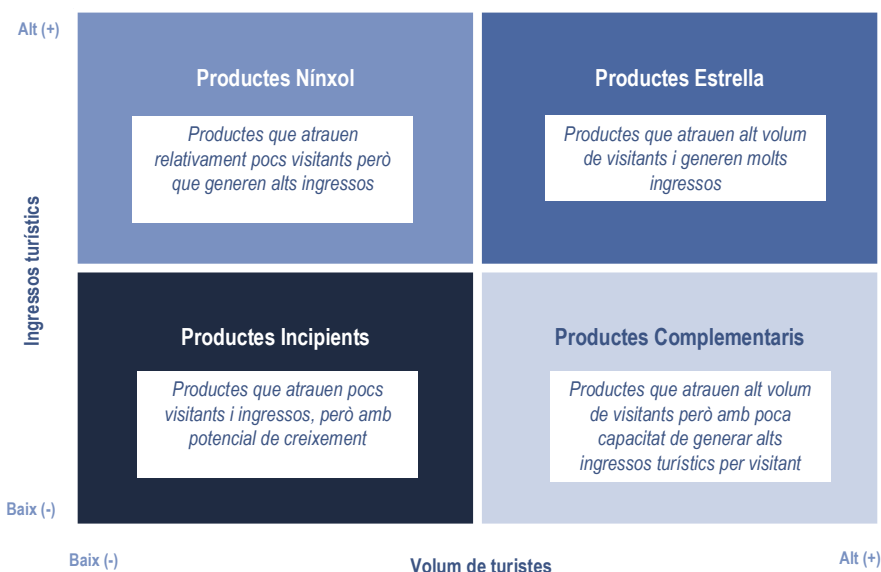 Alt (+)
Productes Nínxol
Productes que atrauen
relativament pocs visitants però
que generen alts ingressos
Productes Estrella
Productes que atrauen alt volum
de visitants i generen molts
ingressos
Ingressos turístics
Productes Incipients
Productes que atrauen pocs
visitants i ingressos, però amb
potencial de creixement
Productes Complementaris
Productes que atrauen alt volum
de visitants però amb poca
capacitat de generar alts
ingressos turístics per visitant
Baix (-)
Baix (-)
Volum de turistes
Alt (+)